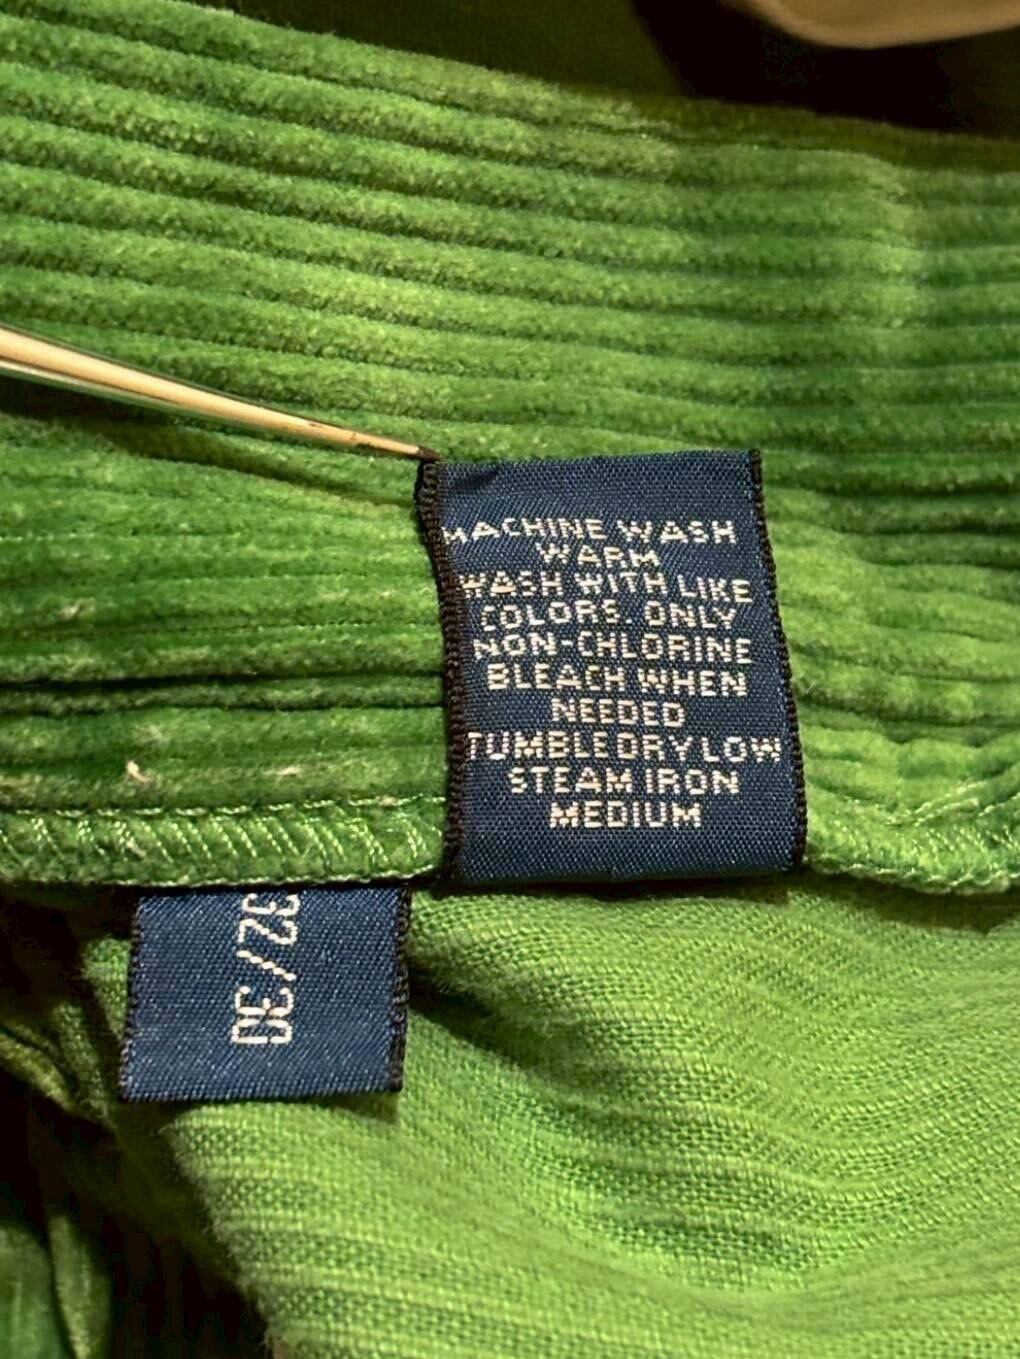 MACHINE WASH
WARM
WASH WITH LIKE
COLORS. ONLY
NON-CHLORINE
BLEACH WHEN
NEEDED
TUMBLE DRY LOW
STEAM IRON
MEDIUM
32/30